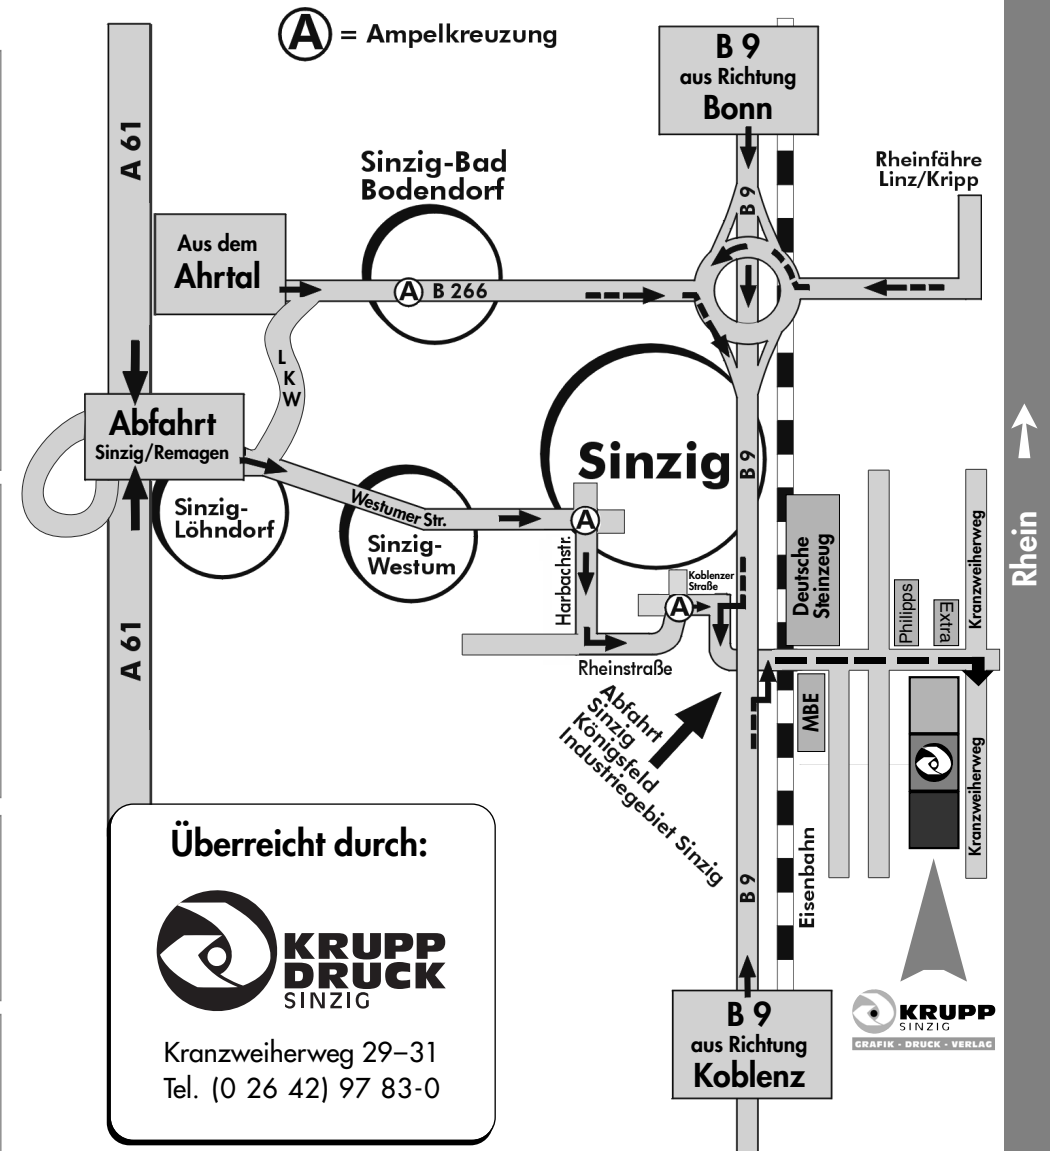 A = Ampelkreuzung
B 9
aus Richtung
Bonn
A 61
Sinzig-Bad
Bodendorf
Rheinfähre
Linz/Kripp
B 9
Aus dem
Ahrtal
A B 266
L
K
W
Abfahrt
Sinzig/Remagen
Sinzig
B 9
Sinzig-
Löhndorf
Westumer Str.
Sinzig-
Westum
A
Harbachstr.
Koblenzer
Straße
A
Rheinstraße
Deutsche
Steinzeug
Philipps
Extra
Kranzweiherweg
Rhein
A 61
Abfahrt
Sinzig
Königsfeld
Industriegebiet Sinzig
MBE
Kranzweiherweg
B 9
Eisenbahn
Überreicht durch:
KRUPP
DRUCK
SINZIG
Kranzweiherweg 29–31
Tel. (0 26 42) 97 83-0
B 9
aus Richtung
Koblenz
KRUPP
SINZIG
GRAFIK · DRUCK · VERLAG